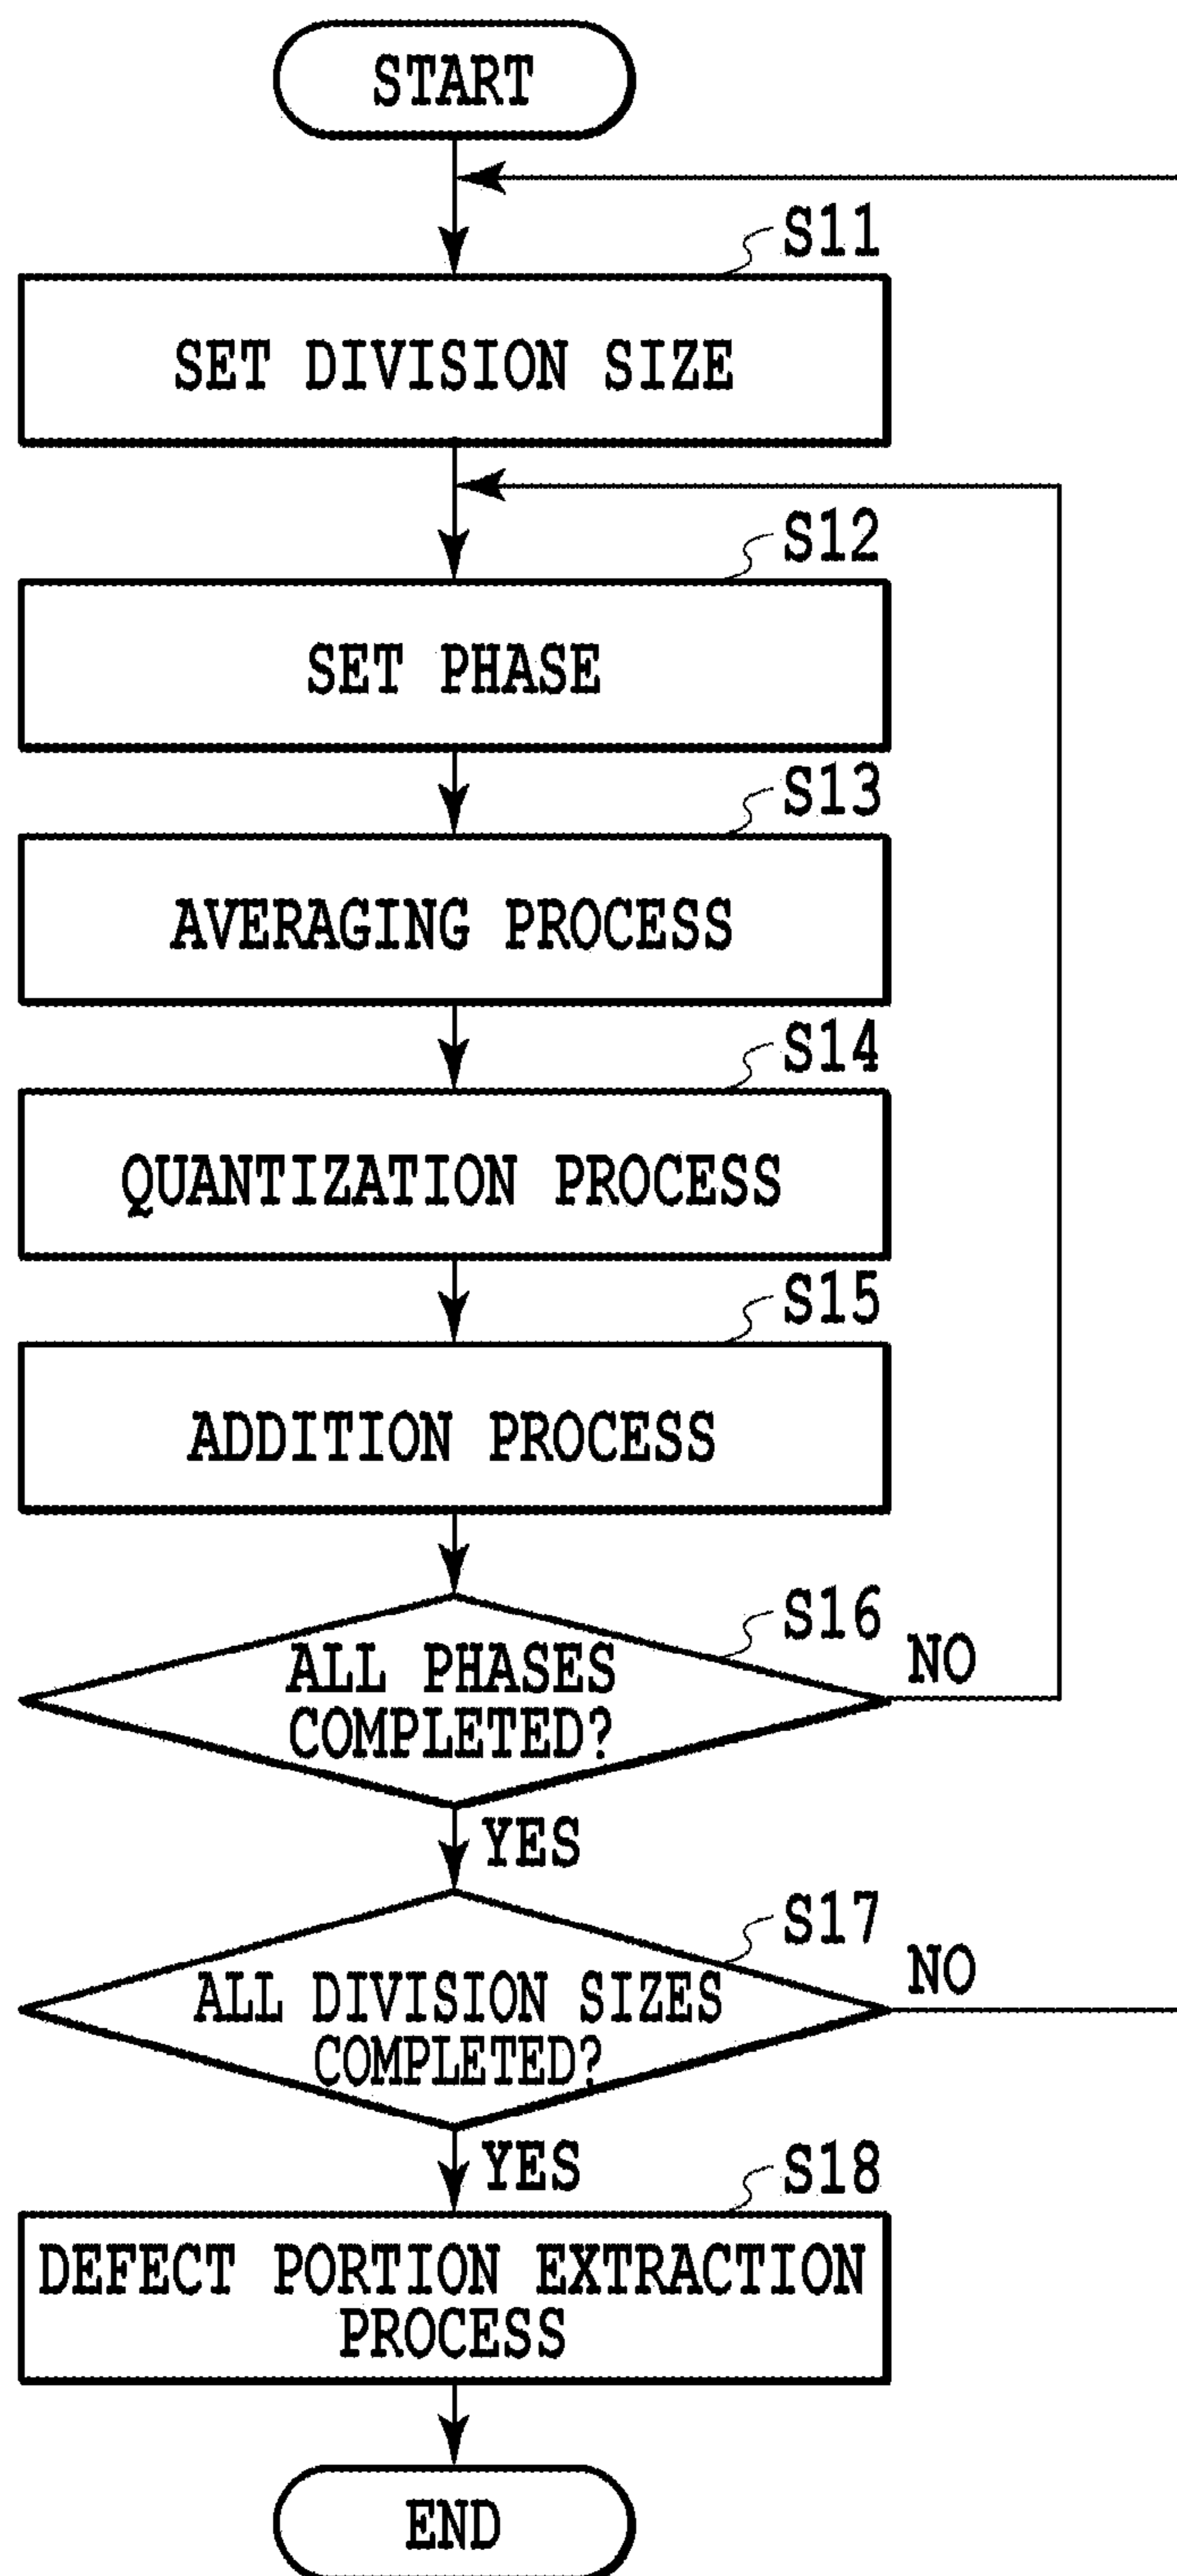 START
S11
SET DIVISION SIZE
S12
SET PHASE
S13
AVERAGING PROCESS
S14
QUANTIZATION PROCESS
S15
ADDITION PROCESS
S16
ALL PHASES
COMPLETED?
NO
YES
S17
ALL DIVISION SIZES
COMPLETED?
NO
YES
S18
DEFECT PORTION EXTRACTION
PROCESS
END